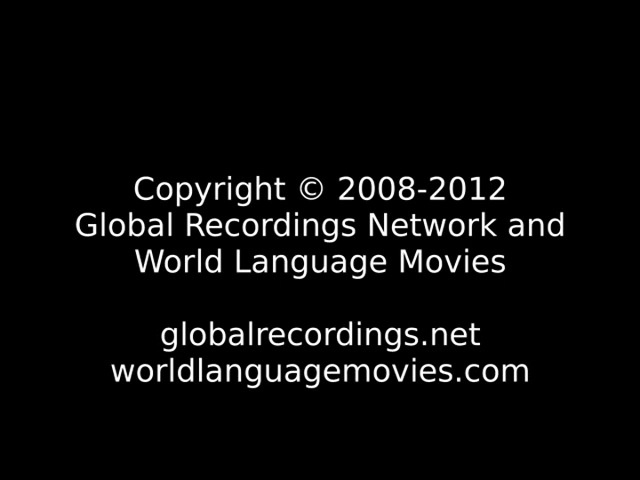 Copyright © 2008-2012
Global Recordings Network and
World Language Movies
globalrecordings.net
worldlanguagemovies.com